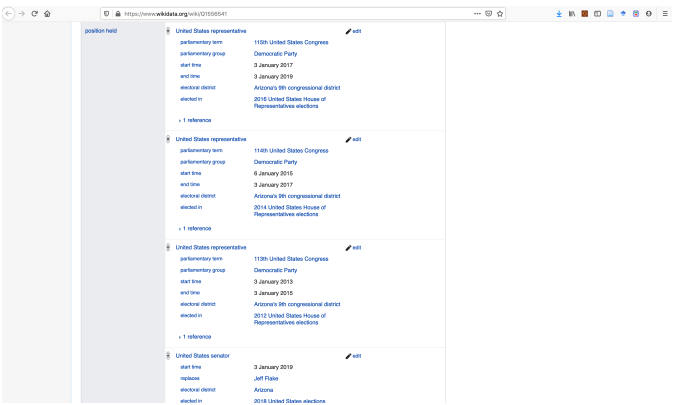 https://www.wikidata.org/wiki/Q1556541
position held
United States representative
edit
parliamentary term 115th United States Congress
parliamentary group Democratic Party
start time 3 January 2017
end time 3 January 2019
electoral district Arizona's 9th congressional district
elected in 2016 United States House of
Representatives elections
1 reference
United States representative
edit
parliamentary term 114th United States Congress
parliamentary group Democratic Party
start time 6 January 2015
end time 3 January 2017
electoral district Arizona's 9th congressional district
elected in 2014 United States House of
Representatives elections
1 reference
United States representative
edit
parliamentary term 113th United States Congress
parliamentary group Democratic Party
start time 3 January 2013
end time 3 January 2015
electoral district Arizona's 9th congressional district
elected in 2012 United States House of
Representatives elections
1 reference
United States senator
edit
start time 3 January 2019
replaces Jeff Flake
electoral district Arizona
elected in 2018 United States elections